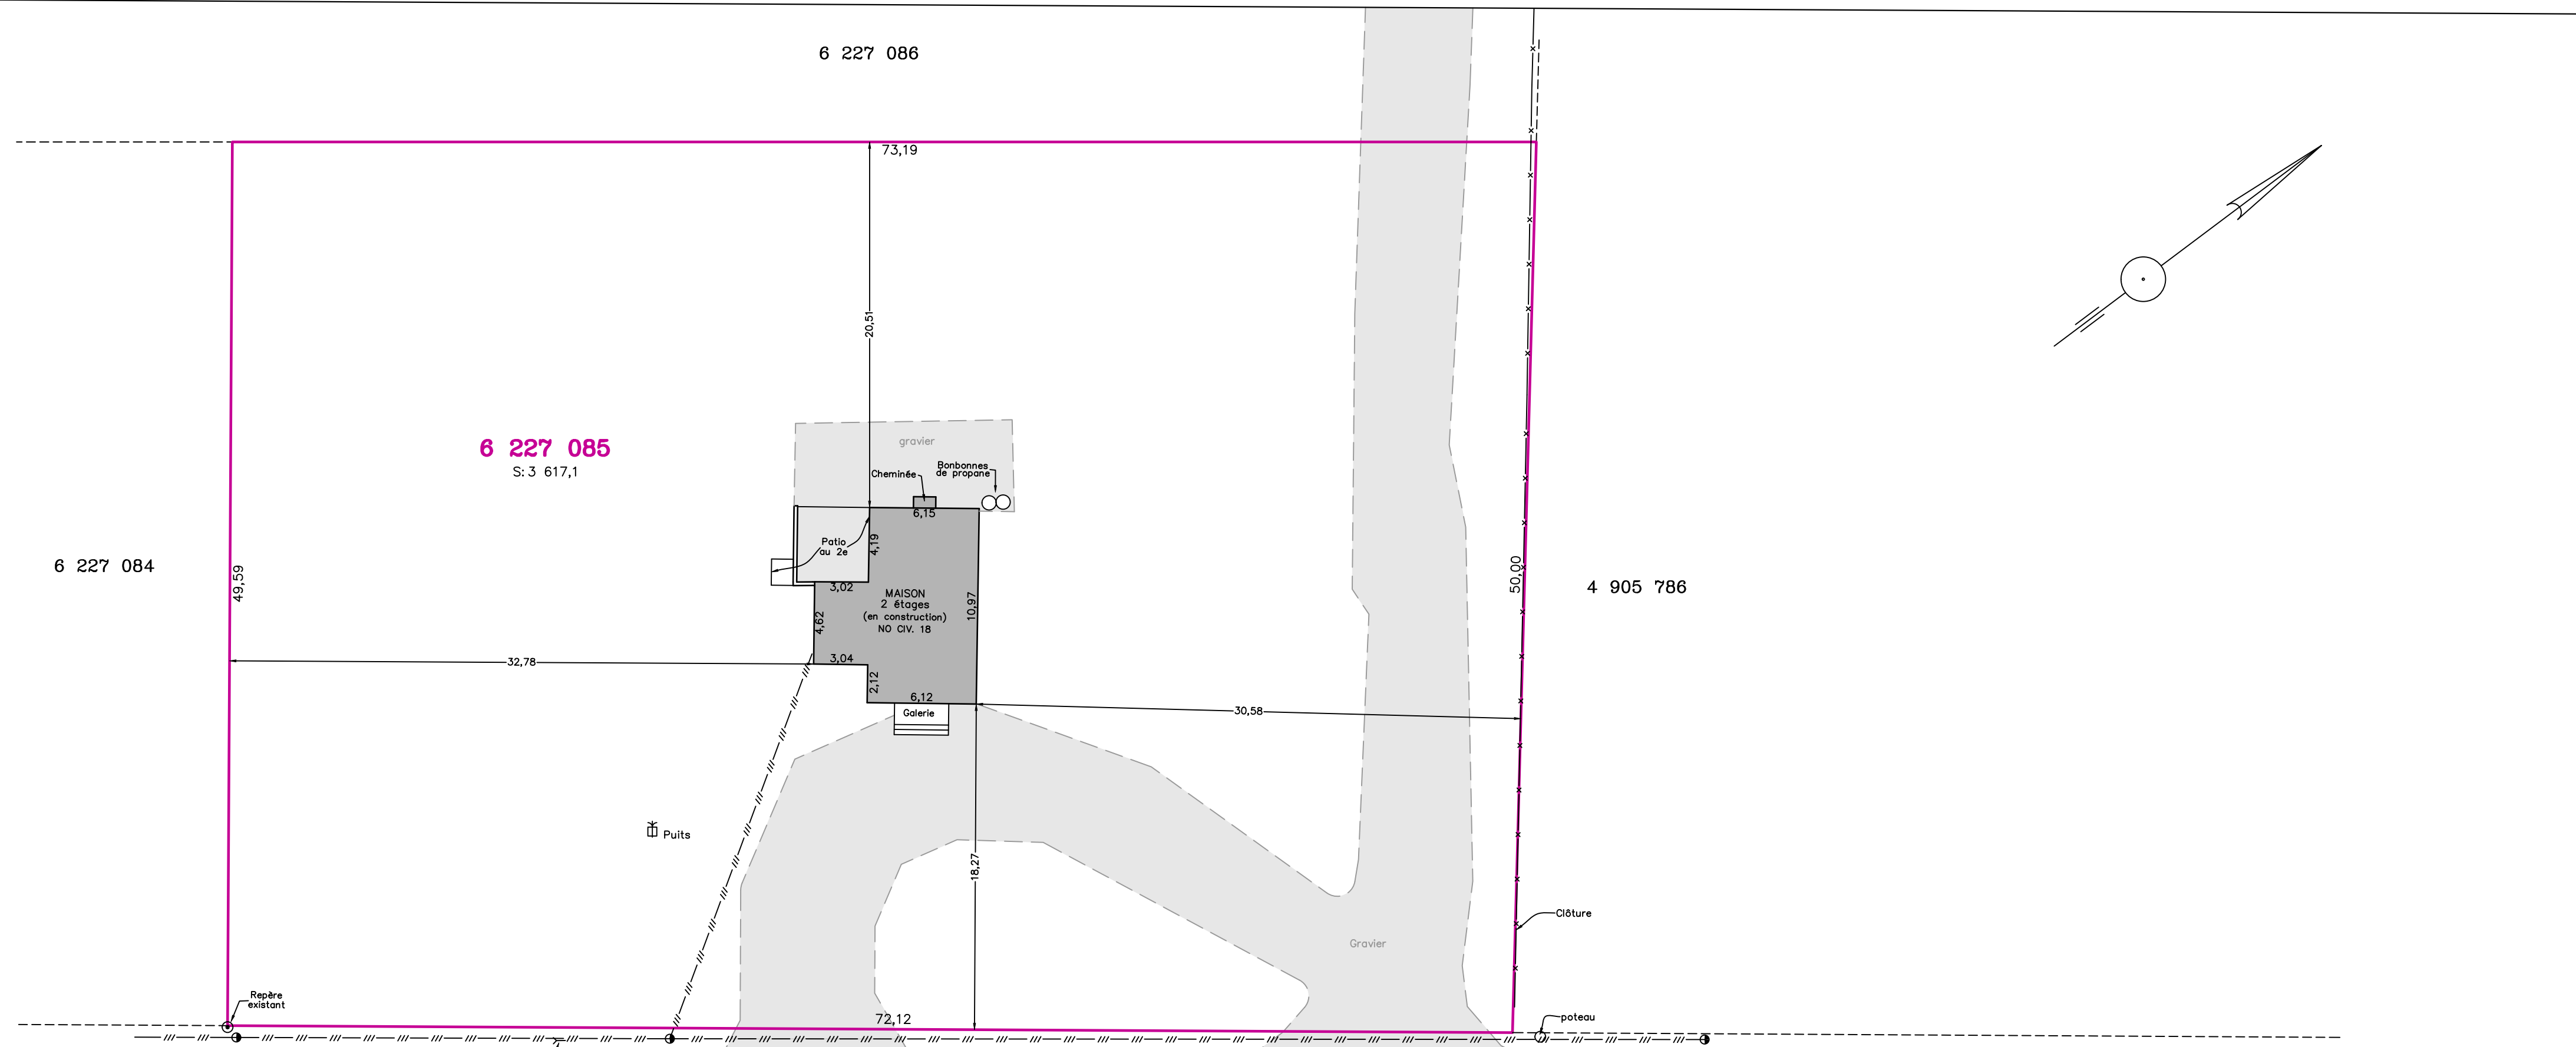 6 227 086
73,19
20,51
6 227 085
S: 3 617,1
gravier
Cheminée
Bonbonnes
de propane
6,15
Patio
au 2e
4,19
3,02
MAISON
2 étages
(en construction)
NO CIV. 18
10,97
4,62
3,04
2,12
6,12
Galerie
6 227 084
49,59
32,78
30,58
50,00
4 905 786
Puits
18,27
Clôture
Gravier
Repère
existant
72,12
poteau